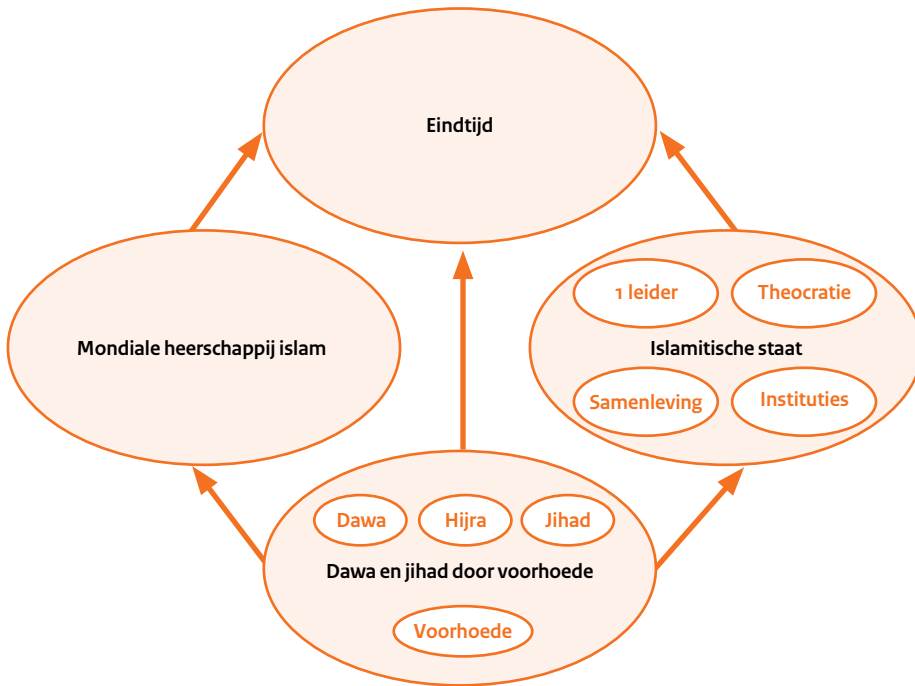 Eindtijd
Mondiale heerschappij islam
1 leider
Theocratie
Islamitische staat
Samenleving
Instituties
Dawa
Hijra
Jihad
Dawa en jihad door voorhoede
Voorhoede